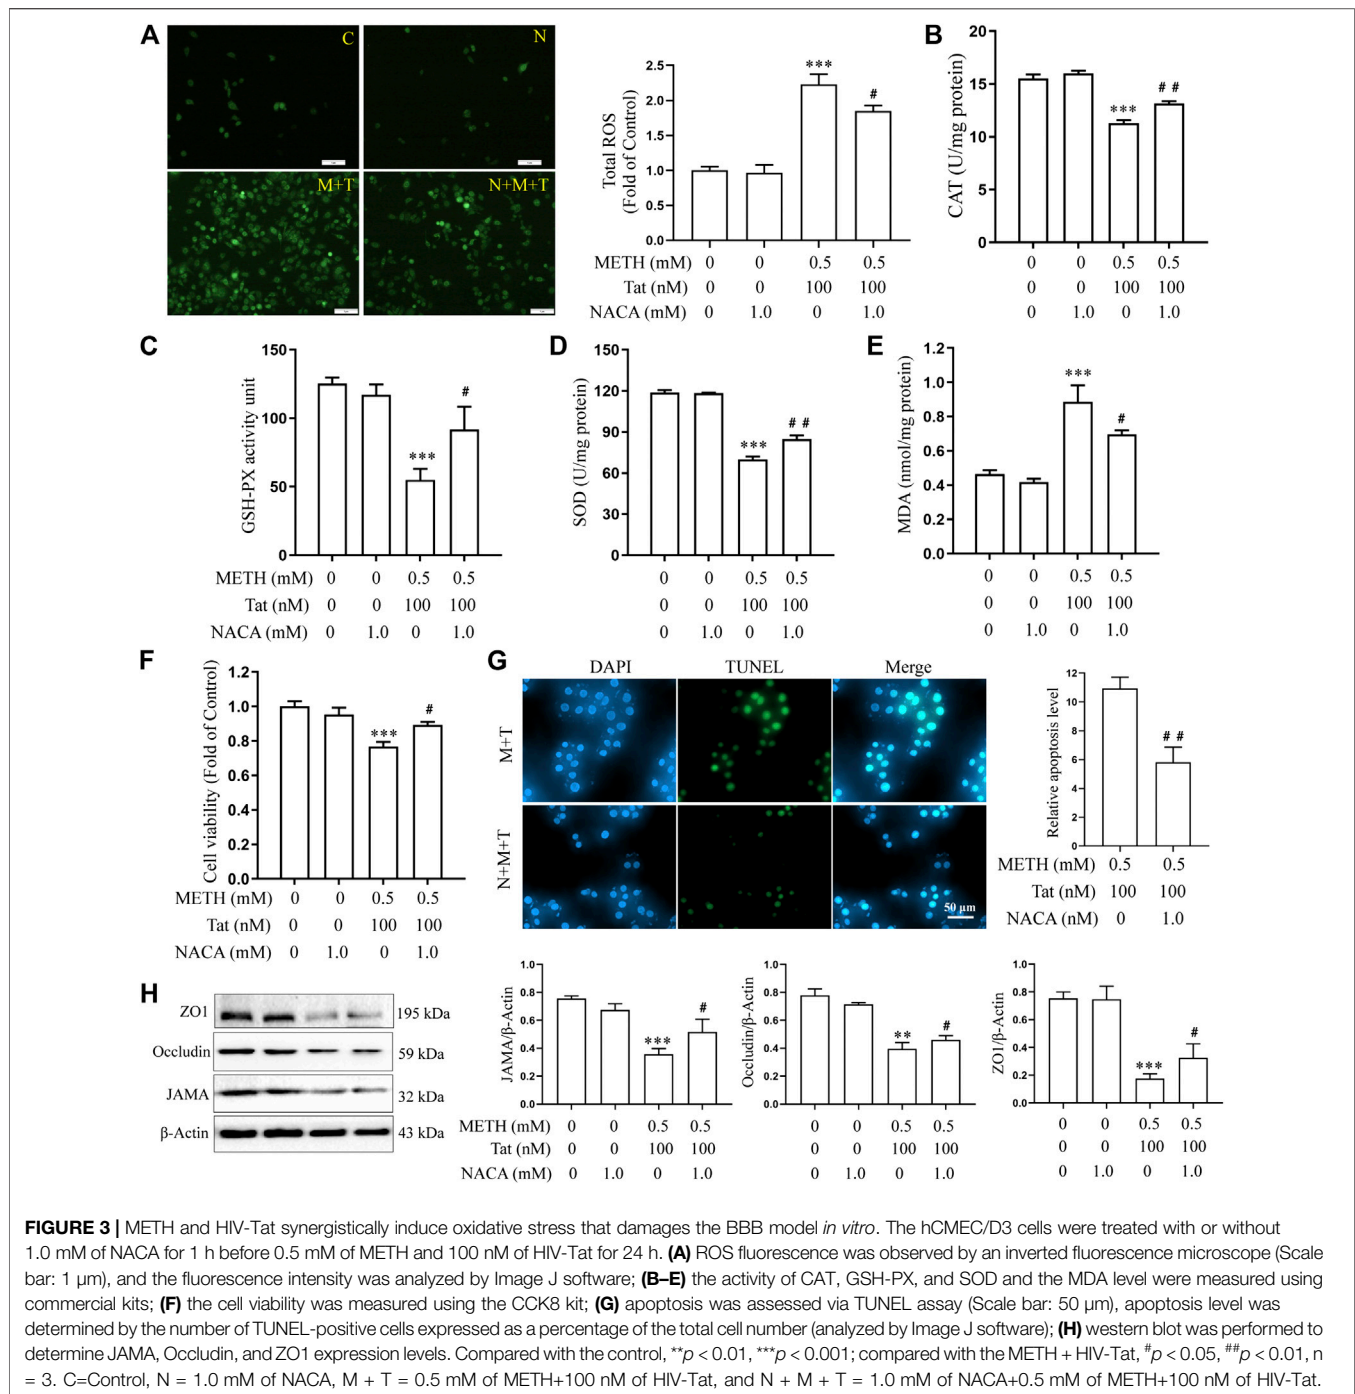 A
C
N
M+T
N+M+T
Total ROS
(Fold of Control)
2.5
2.0
1.5
1.0
0.5
0.0
***
#
METH (mM) 0 0 0.5 0.5
Tat (nM) 0 0 100 100
NACA (mM) 0 1.0 0 1.0
B
CAT (U/mg protein)
20
15
10
5
0
***
# #
0 0 0.5 0.5
0 0 100 100
0 1.0 0 1.0
C
GSH-PX activity unit
150
100
50
0
***
#
METH (mM) 0 0 0.5 0.5
Tat (nM) 0 0 100 100
NACA (mM) 0 1.0 0 1.0
D
SOD (U/mg protein)
150
120
90
60
30
0
***
# #
0 0 0.5 0.5
0 0 100 100
0 1.0 0 1.0
E
MDA (nmol/mg protein)
1.2
1.0
0.8
0.6
0.4
0.2
0.0
***
#
0 0 0.5 0.5
0 0 100 100
0 1.0 0 1.0
F
Cell viability (Fold of Control)
1.2
1.0
0.8
0.6
0.4
0.2
0.0
***
#
METH (mM) 0 0 0.5 0.5
Tat (nM) 0 0 100 100
NACA (mM) 0 1.0 0 1.0
G
DAPI TUNEL Merge
M+T
N+M+T
50 μm
Relative apoptosis level
12
10
8
6
4
2
0
# #
METH (mM) 0.5 0.5
Tat (nM) 100 100
NACA (nM) 0 1.0
H
ZO1 195 kDa
Occludin 59 kDa
JAMA 32 kDa
β-Actin 43 kDa
JAMA/β-Actin
1.0
0.8
0.6
0.4
0.2
0.0
***
#
METH (mM) 0 0 0.5 0.5
Tat (nM) 0 0 100 100
NACA (mM) 0 1.0 0 1.0
Occludin/β-Actin
1.0
0.8
0.6
0.4
0.2
0.0
**
#
0 0 0.5 0.5
0 0 100 100
0 1.0 0 1.0
ZO1/β-Actin
1.0
0.8
0.6
0.4
0.2
0.0
***
#
0 0 0.5 0.5
0 0 100 100
0 1.0 0 1.0
FIGURE 3 | METH and HIV-Tat synergistically induce oxidative stress that damages the BBB model in vitro. The hCMEC/D3 cells were treated with or without
1.0 mM of NACA for 1 h before 0.5 mM of METH and 100 nM of HIV-Tat for 24 h. (A) ROS fluorescence was observed by an inverted fluorescence microscope (Scale
bar: 1 μm), and the fluorescence intensity was analyzed by Image J software; (B–E) the activity of CAT, GSH-PX, and SOD and the MDA level were measured using
commercial kits; (F) the cell viability was measured using the CCK8 kit; (G) apoptosis was assessed via TUNEL assay (Scale bar: 50 μm), apoptosis level was
determined by the number of TUNEL-positive cells expressed as a percentage of the total cell number (analyzed by Image J software); (H) western blot was performed to
determine JAMA, Occludin, and ZO1 expression levels. Compared with the control, **p < 0.01, ***p < 0.001; compared with the METH + HIV-Tat, #p < 0.05, ##p < 0.01, n
= 3. C=Control, N = 1.0 mM of NACA, M + T = 0.5 mM of METH+100 nM of HIV-Tat, and N + M + T = 1.0 mM of NACA+0.5 mM of METH+100 nM of HIV-Tat.